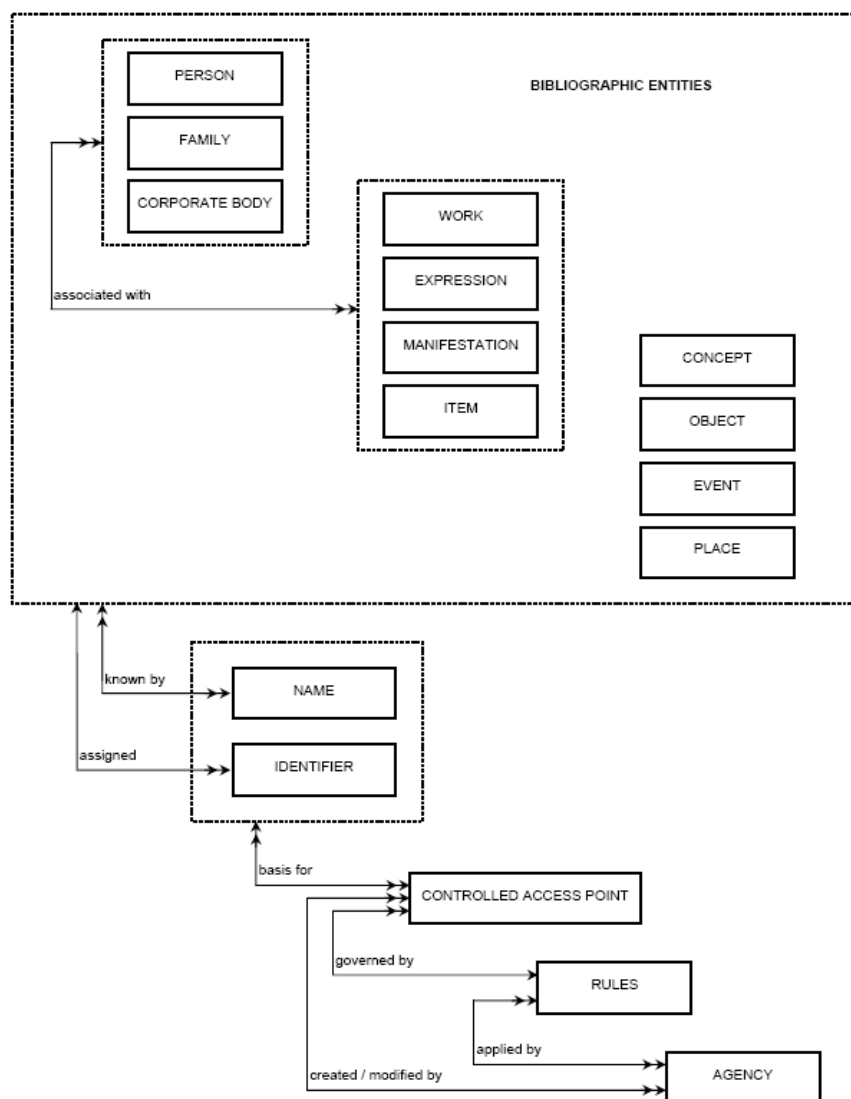 PERSON
BIBLIOGRAPHIC ENTITIES
FAMILY
CORPORATE BODY
WORK
EXPRESSION
associated with
MANIFESTATION
CONCEPT
ITEM
OBJECT
EVENT
PLACE
known by
NAME
assigned
IDENTIFIER
basis for
CONTROLLED ACCESS POINT
governed by
RULES
applied by
created / modified by
AGENCY